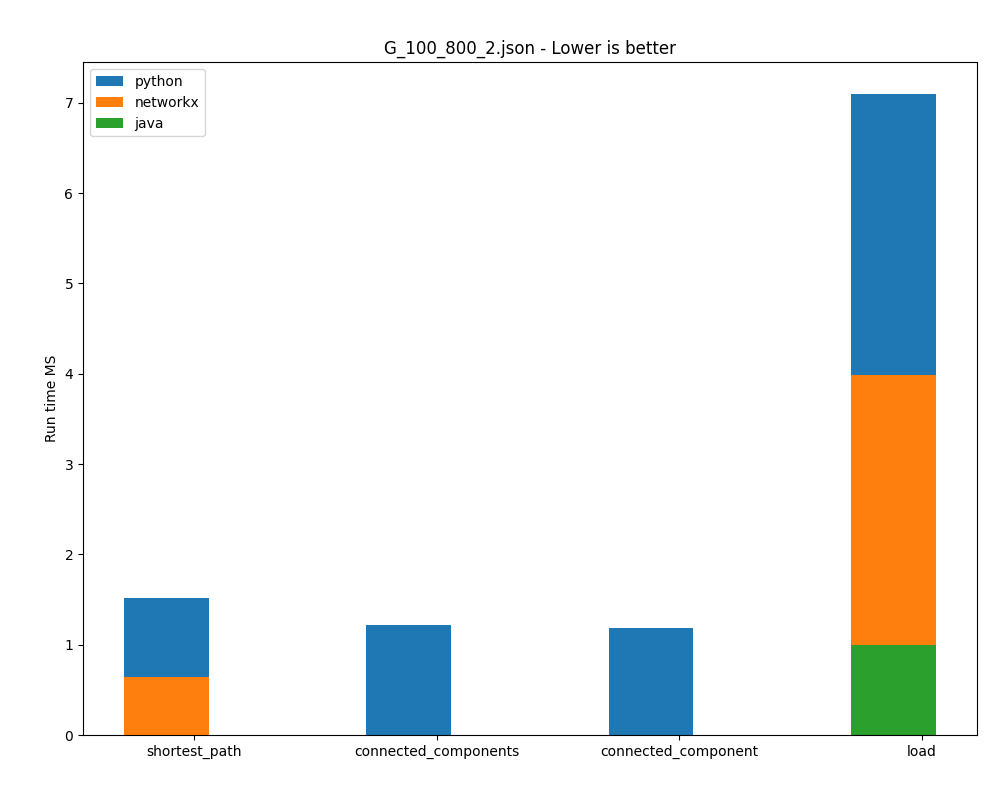 G_100_800_2.json - Lower is better
python
networkx
java
7
6
5
4
3
2
1
0
Run time MS
shortest_path
connected_components
connected_component
load